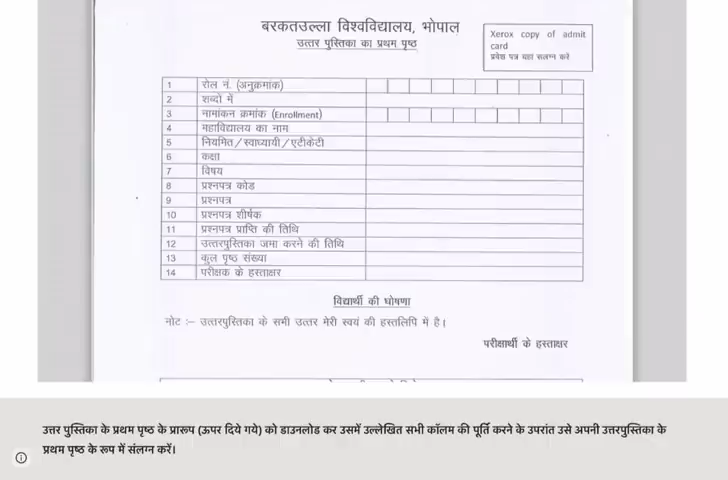 बरकतउल्ला विश्वविद्यालय, भोपाल
उत्तर पुस्तिका का प्रथम पृष्ठ
Xerox copy of admit
card
प्रवेश पत्र यहा सलग्न करें
1 रोल नं. (अनुक्रमांक)
2 शब्दो में
3 नामांकन क्रमांक (Enrollment)
4 महाविद्यालय का नाम
5 नियमित/स्वाध्यायी/एटीकेटी
6 कक्षा
7 विषय
8 प्रश्नपत्र कोड
9 प्रश्नपत्र
10 प्रश्नपत्र शीर्षक
11 प्रश्नपत्र प्राप्ति की तिथि
12 उत्तरपुस्तिका जमा करने की तिथि
13 कुल पृष्ठ संख्या
14 परीक्षक के हस्ताक्षर
विद्यार्थी की घोषणा
नोट :– उत्तरपुस्तिका के सभी उत्तर मेरी स्वयं की हस्तलिपि में है।
परीक्षार्थी के हस्ताक्षर
उत्तर पुस्तिका के प्रथम पृष्ठ के प्रारूप (ऊपर दिये गये) को डाउनलोड कर उसमें उल्लेखित सभी कॉलम की पूर्ति करने के उपरांत उसे अपनी उत्तरपुस्तिका के
प्रथम पृष्ठ के रूप में संलग्न करें।